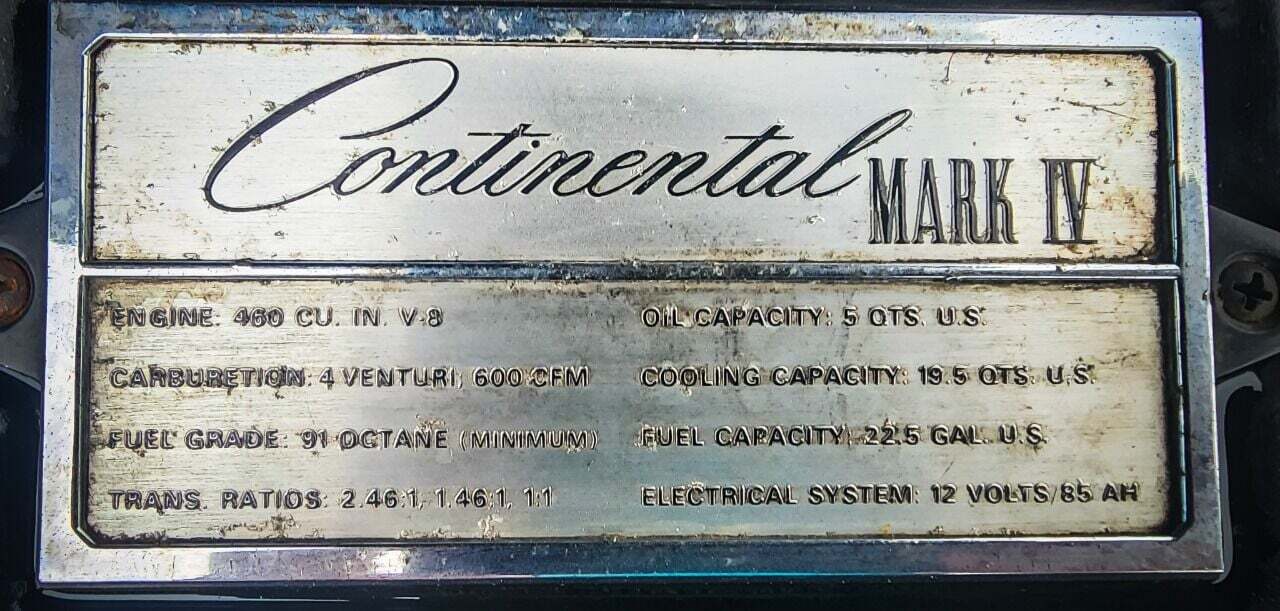 Continental MARK IV
ENGINE: 460 CU. IN. V-8
CARBURETION: 4 VENTURI, 600 CFM
FUEL GRADE: 91 OCTANE (MINIMUM)
TRANS. RATIOS: 2.46:1, 1.46:1, 1:1
OIL CAPACITY: 5 QTS. U.S.
COOLING CAPACITY: 19.5 QTS. U.S.
FUEL CAPACITY: 22.5 GAL. U.S.
ELECTRICAL SYSTEM: 12 VOLTS/85 AH